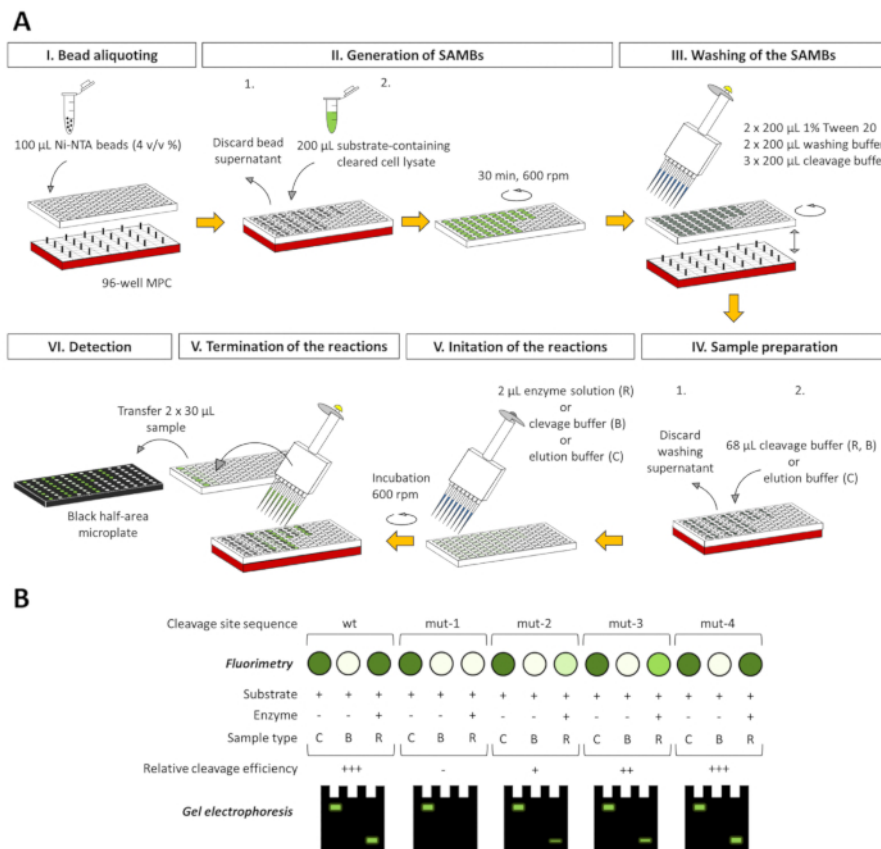 A
I. Bead aliquoting
II. Generation of SAMBs
III. Washing of the SAMBs
1.
2.
100 µL Ni-NTA beads (4 v/v %)
Discard bead
supernatant
200 µL substrate-containing
cleared cell lysate
30 min, 600 rpm
2 x 200 µL 1% Tween 20
2 x 200 µL washing buffer
3 x 200 µL cleavage buffer
96-well MPC
VI. Detection
V. Termination of the reactions
V. Initation of the reactions
IV. Sample preparation
Transfer 2 x 30 µL
sample
Black half-area
microplate
Incubation
600 rpm
2 µL enzyme solution (R)
or
clevage buffer (B)
or
elution buffer (C)
1.
2.
Discard
washing
supernatant
68 µL cleavage buffer (R, B)
or
elution buffer (C)
B
Cleavage site sequence wt mut-1 mut-2 mut-3 mut-4
Fluorimetry
Substrate + + + + + + + + + + + + + + +
Enzyme - - + - - + - - + - - + - - +
Sample type C B R C B R C B R C B R C B R
Relative cleavage efficiency +++ - + ++ +++
Gel electrophoresis